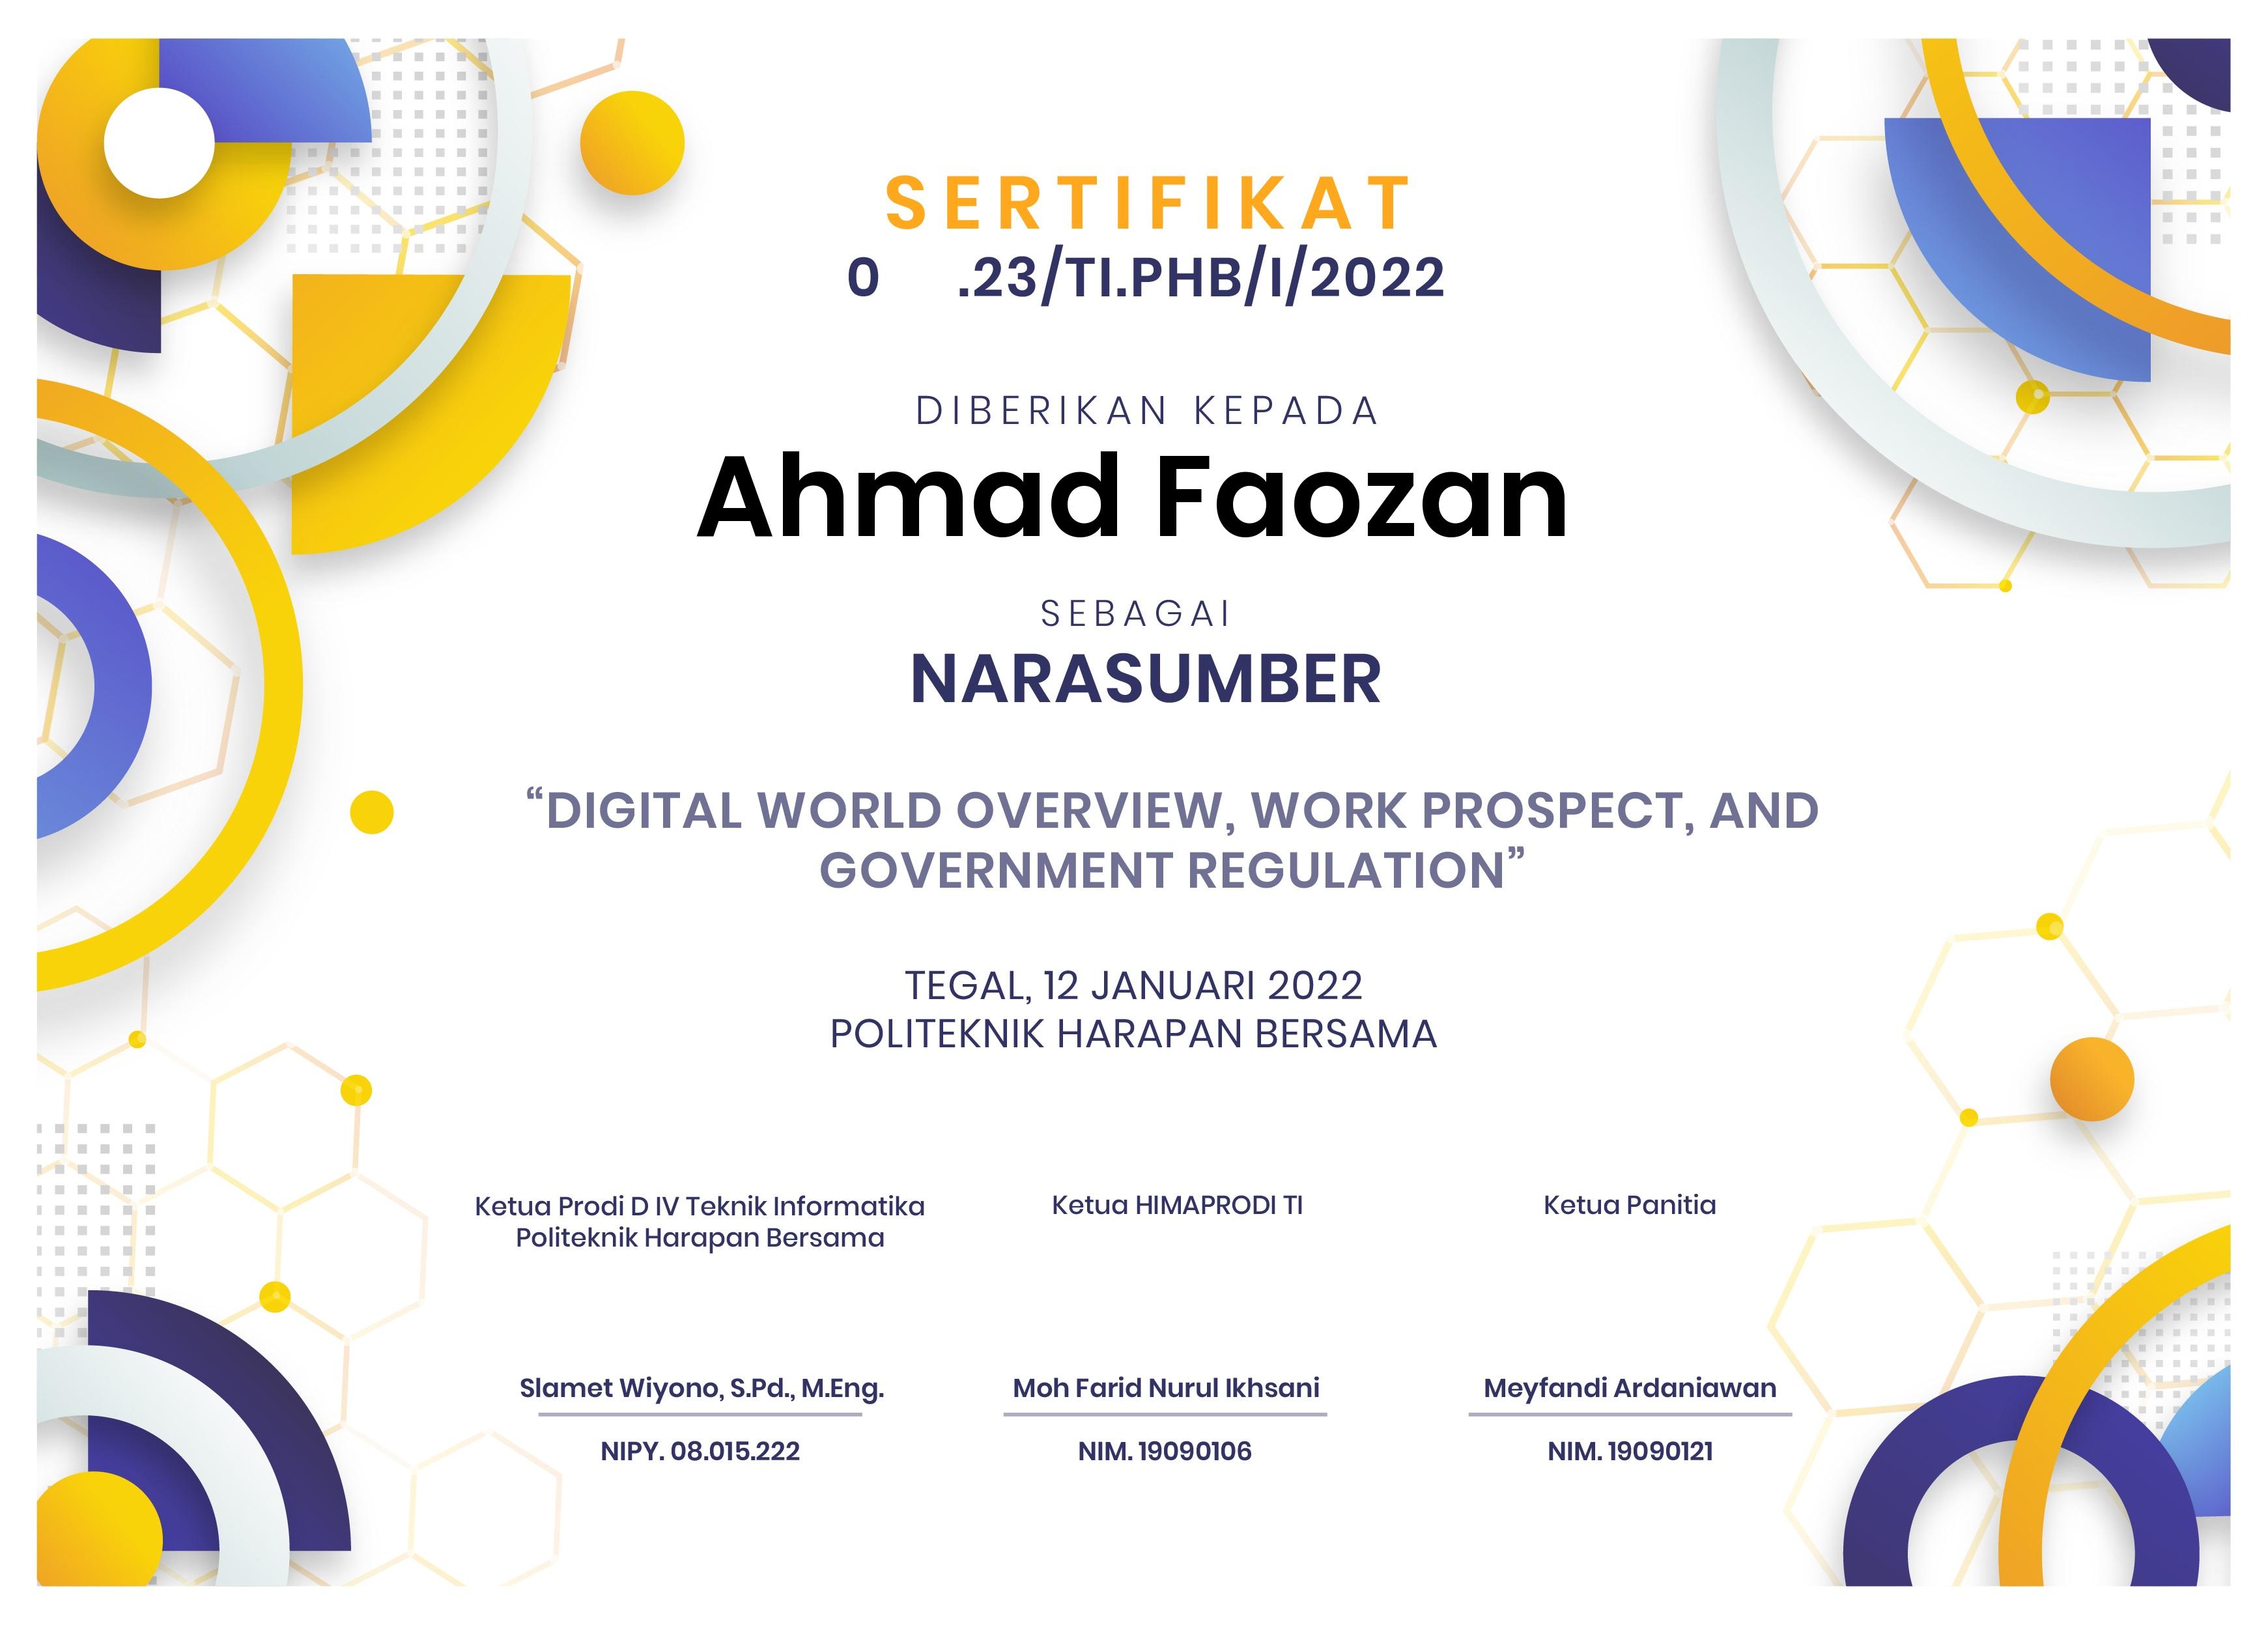 SERTIFIKAT
0 .23/TI.PHB/I/2022
DIBERIKAN KEPADA
Ahmad Faozan
SEBAGAI
NARASUMBER
“DIGITAL WORLD OVERVIEW, WORK PROSPECT, AND
GOVERNMENT REGULATION”
TEGAL, 12 JANUARI 2022
POLITEKNIK HARAPAN BERSAMA
Ketua Prodi D IV Teknik Informatika
Politeknik Harapan Bersama
Slamet Wiyono, S.Pd., M.Eng.
NIPY. 08.015.222
Ketua HIMAPRODI TI
Moh Farid Nurul Ikhsani
NIM. 19090106
Ketua Panitia
Meyfandi Ardaniawan
NIM. 19090121